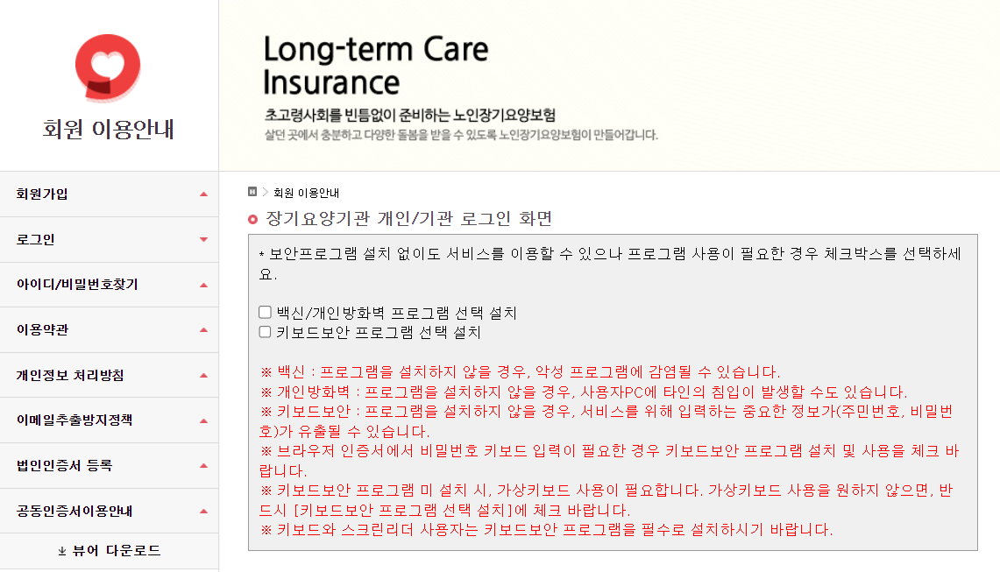 회원 이용안내
회원가입
로그인
아이디/비밀번호찾기
이용약관
개인정보 처리방침
이메일추출방지정책
법인인증서 등록
공동인증서이용안내
뷰어 다운로드
Long-term Care
Insurance
초고령사회를 빈틈없이 준비하는 노인장기요양보험
살던 곳에서 충분하고 다양한 돌봄을 받을 수 있도록 노인장기요양보험이 만들어갑니다.
H > 회원 이용안내
장기요양기관 개인/기관 로그인 화면
* 보안프로그램 설치 없이도 서비스를 이용할 수 있으나 프로그램 사용이 필요한 경우 체크박스를 선택하세
요.
백신/개인방화벽 프로그램 선택 설치
키보드보안 프로그램 선택 설치
※ 백신 : 프로그램을 설치하지 않을 경우, 악성 프로그램에 감염될 수 있습니다.
※ 개인방화벽 : 프로그램을 설치하지 않을 경우, 사용자PC에 타인의 침입이 발생할 수도 있습니다.
※ 키보드보안 : 프로그램을 설치하지 않을 경우, 서비스를 위해 입력하는 중요한 정보가(주민번호, 비밀번
호)가 유출될 수 있습니다.
※ 브라우저 인증서에서 비밀번호 키보드 입력이 필요한 경우 키보드보안 프로그램 설치 및 사용을 체크 바
랍니다.
※ 키보드보안 프로그램 미 설치 시, 가상키보드 사용이 필요합니다. 가상키보드 사용을 원하지 않으면, 반
드시 [키보드보안 프로그램 선택 설치]에 체크 바랍니다.
※ 키보드와 스크린리더 사용자는 키보드보안 프로그램을 필수로 설치하시기 바랍니다.